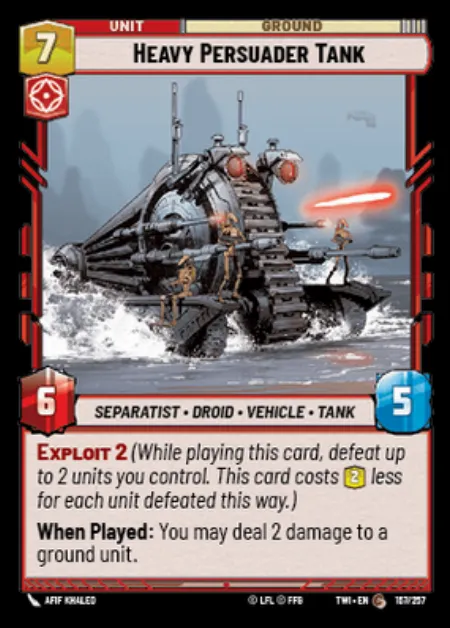 UNIT
GROUND
7
HEAVY PERSUADER TANK
6
SEPARATIST • DROID • VEHICLE • TANK
5
EXPLOIT 2 (While playing this card, defeat up
to 2 units you control. This card costs 2 less
for each unit defeated this way.)
When Played: You may deal 2 damage to a
ground unit.
AFIF KHALED
© LFL © FFG
TWI • EN C 167/257